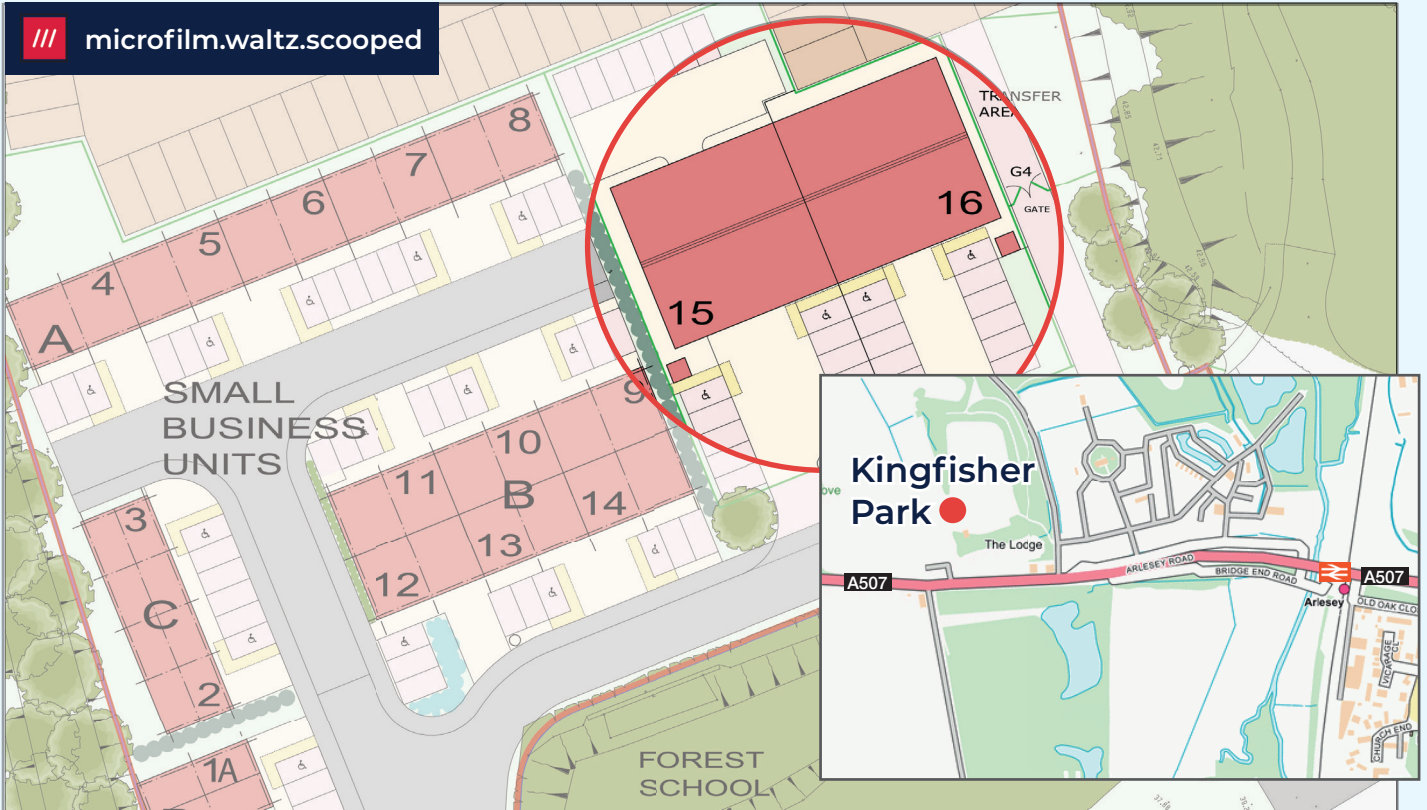 /// microfilm.waltz.scooped
8
7
6
5
4
A
TRANSFER
AREA
G4
GATE
16
15
SMALL
BUSINESS
UNITS
9
10
11
B
14
13
12
3
C
2
1A
FOREST
SCHOOL
Kingfisher
Park
The Lodge
A507
ARLESEY ROAD
BRIDGE END ROAD
A507
Arlesey
OLD OAK CLO
VICARAGE
CL
CHURCH END